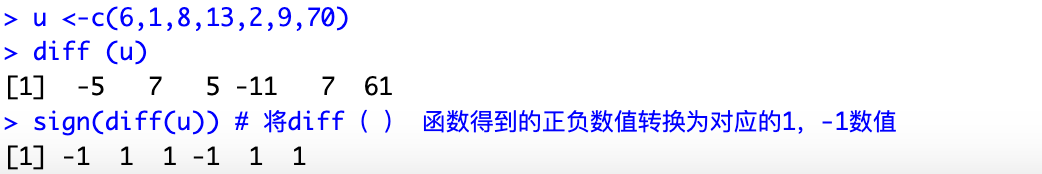 > u <-c(6,1,8,13,2,9,70)
> diff (u)
[1]  -5   7   5 -11   7  61
> sign(diff(u)) # 将diff（ ） 函数得到的正负数值转换为对应的1，-1数值
[1] -1  1  1 -1  1  1